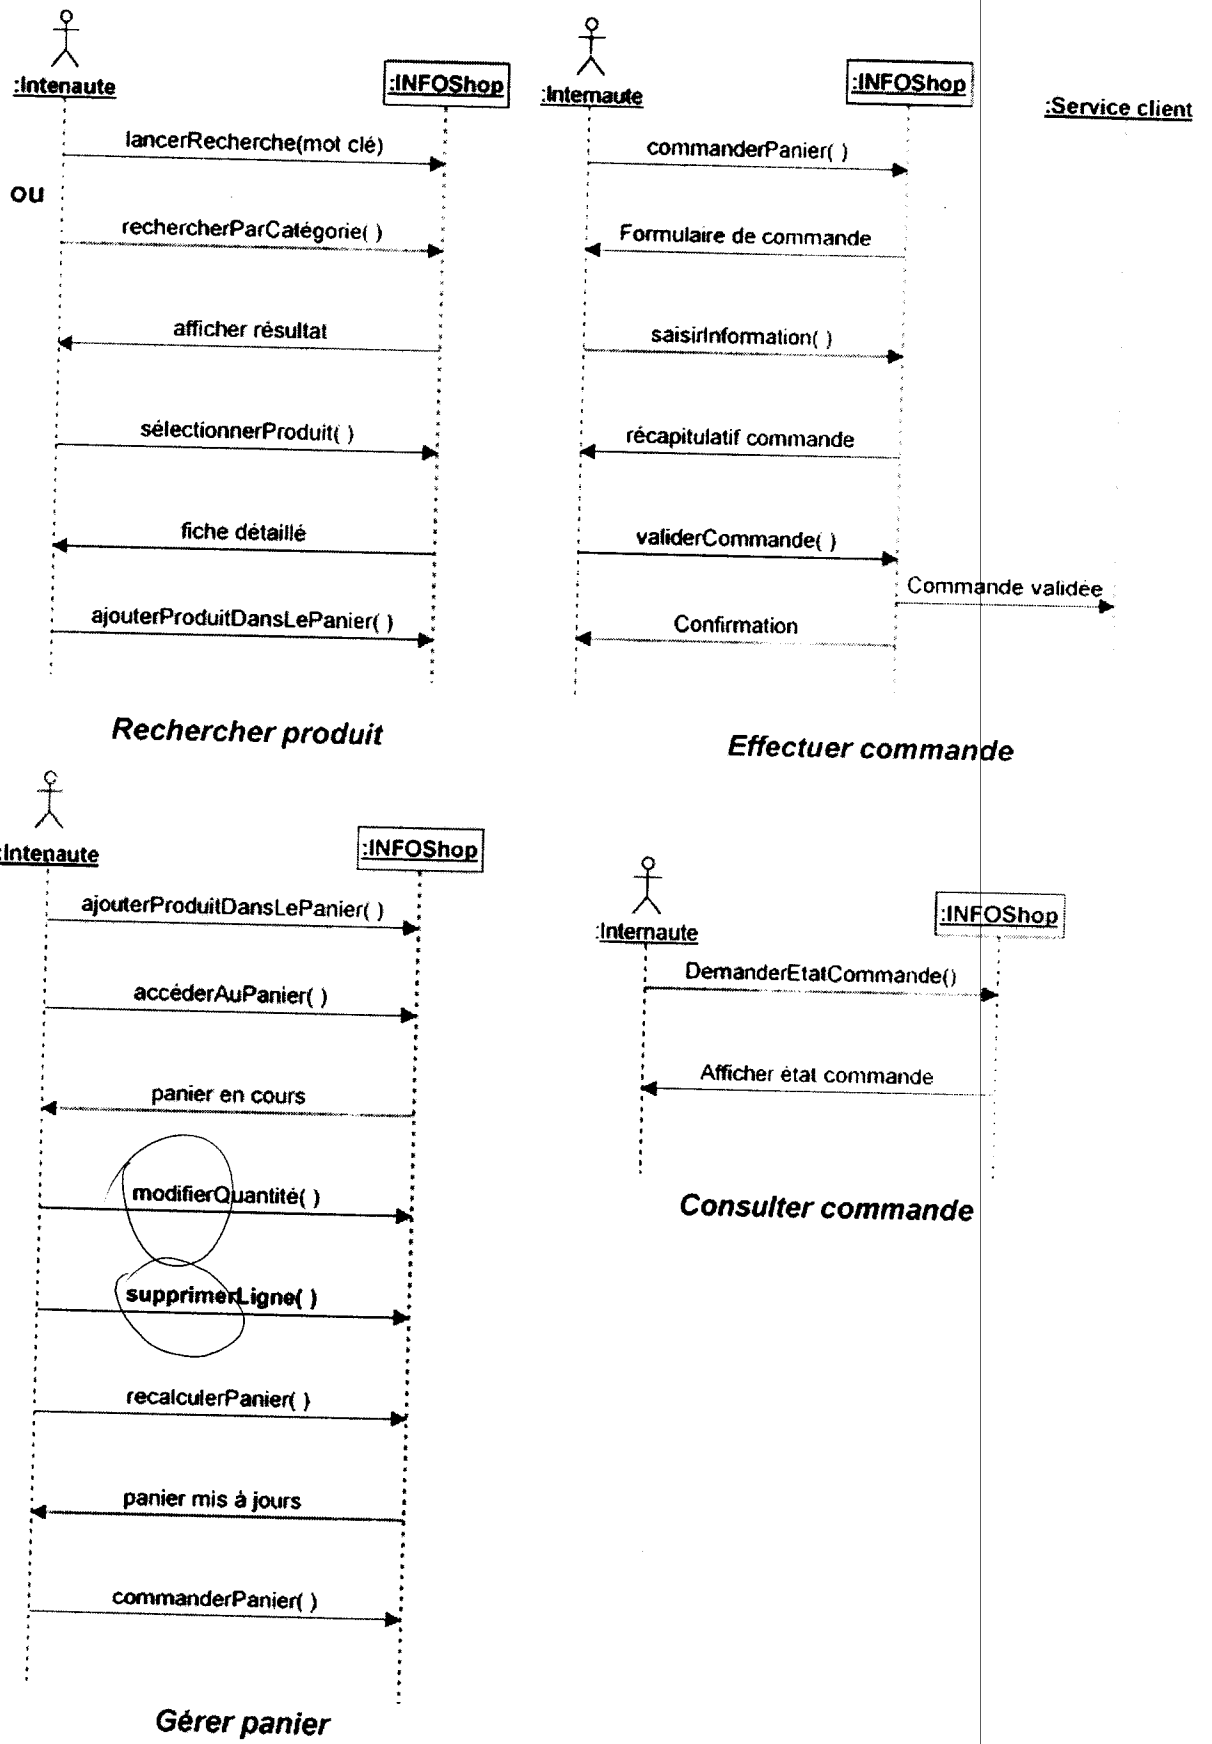 :Intenaute
:INFOShop
lancerRecherche(mot clé)
ou
rechercherParCatégorie( )
afficher résultat
sélectionnerProduit( )
fiche détaillé
ajouterProduitDansLePanier( )
Rechercher produit
:Internaute
:INFOShop
:Service client
commanderPanier( )
Formulaire de commande
saisirInformation( )
récapitulatif commande
validerCommande( )
Commande validée
Confirmation
Effectuer commande
:Intenaute
:INFOShop
ajouterProduitDansLePanier( )
accéderAuPanier( )
panier en cours
modifierQuantité( )
supprimerLigne( )
recalculerPanier( )
panier mis à jours
commanderPanier( )
Gérer panier
:Internaute
:INFOShop
DemanderEtatCommande()
Afficher état commande
Consulter commande